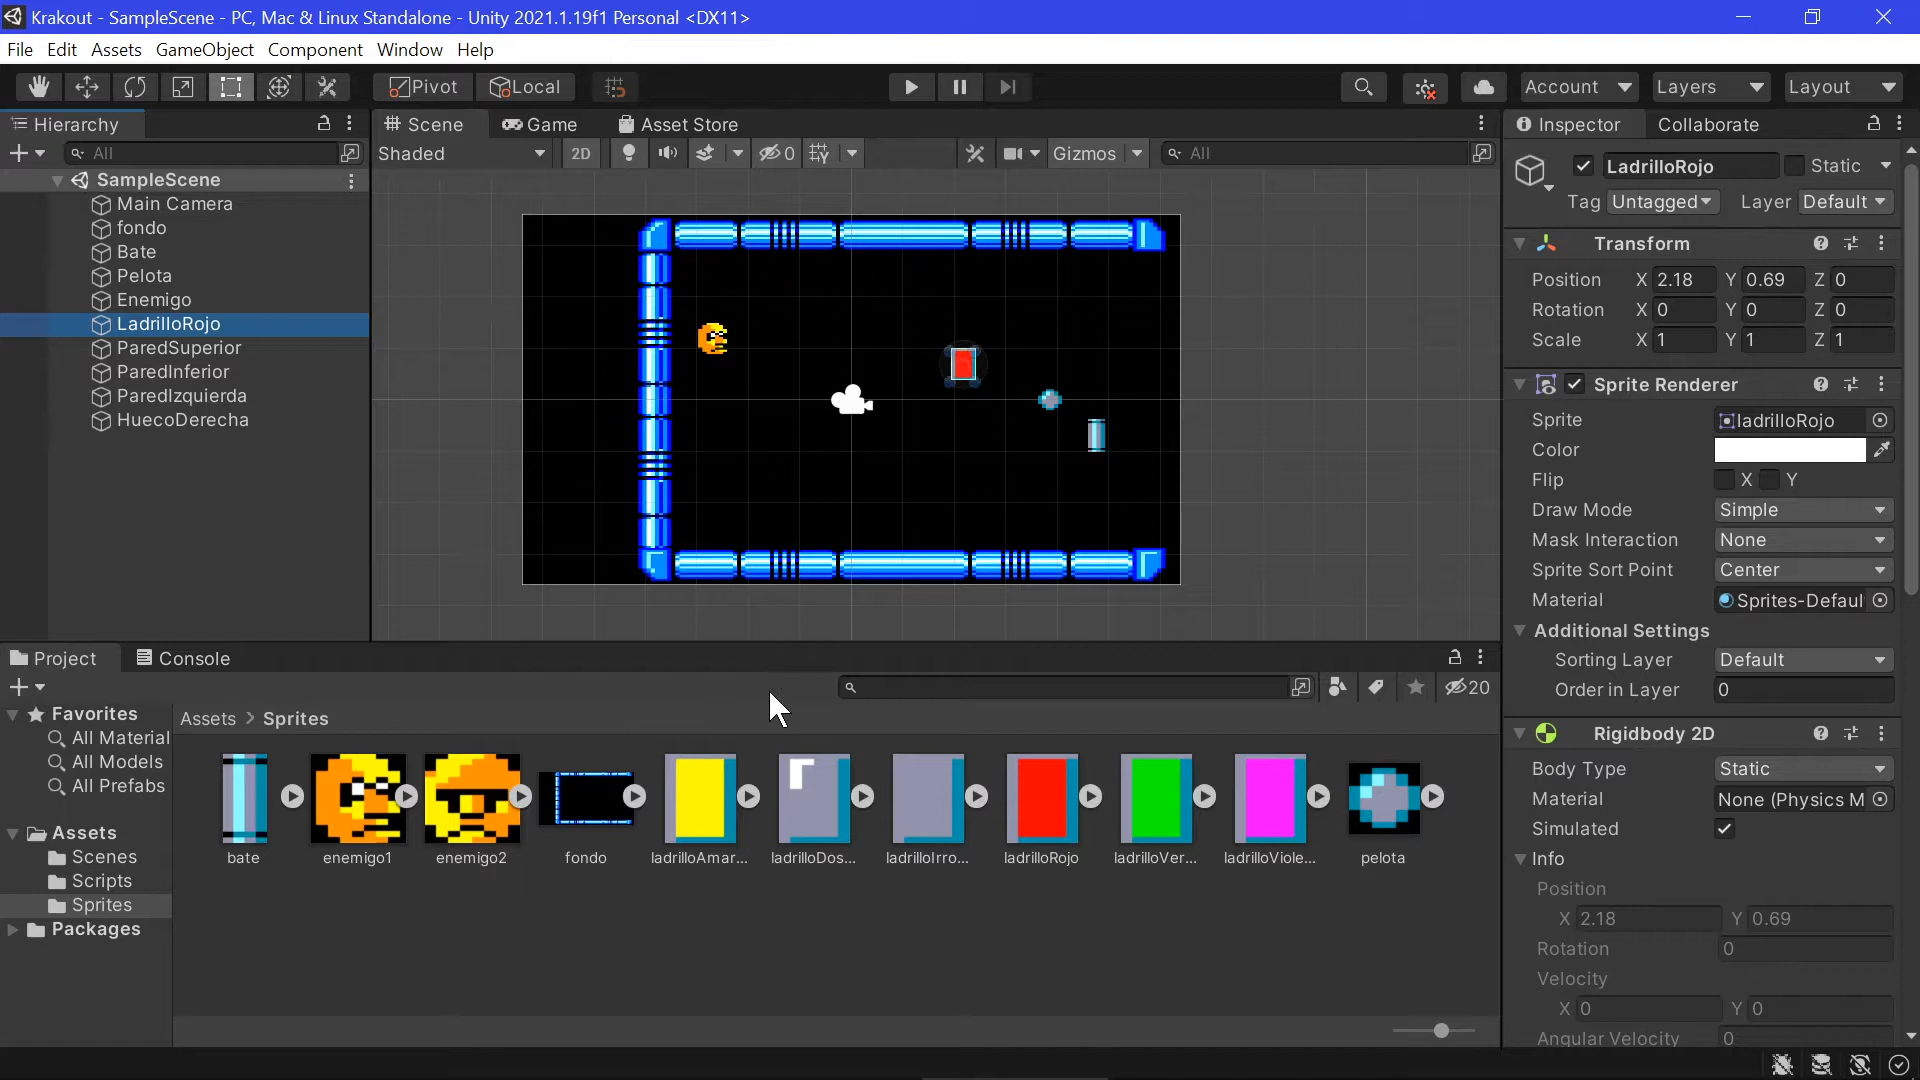 Krakout - SampleScene - PC, Mac & Linux Standalone - Unity 2021.1.19f1 Personal <DX11>
File Edit Assets GameObject Component Window Help
Pivot Local Account Layers Layout
Hierarchy
All
SampleScene
Main Camera
fondo
Bate
Pelota
Enemigo
LadrilloRojo
ParedSuperior
ParedInferior
ParedIzquierda
HuecoDerecha
Scene Game Asset Store
Shaded 2D 0 Gizmos All
Inspector Collaborate
LadrilloRojo Static
Tag Untagged Layer Default
Transform
Position X 2.18 Y 0.69 Z 0
Rotation X 0 Y 0 Z 0
Scale X 1 Y 1 Z 1
Sprite Renderer
Sprite ladrilloRojo
Color
Flip X Y
Draw Mode Simple
Mask Interaction None
Sprite Sort Point Center
Material Sprites-Defaul
Additional Settings
Sorting Layer Default
Order in Layer 0
Rigidbody 2D
Body Type Static
Material None (Physics M
Simulated
Info
Position
X 2.18 Y 0.69
Rotation 0
Velocity
X 0 Y 0
Angular Velocity 0
Project Console
20
Favorites
All Material
All Models
All Prefabs
Assets
Scenes
Scripts
Sprites
Packages
Assets > Sprites
bate enemigo1 enemigo2 fondo ladrilloAmar... ladrilloDos... ladrilloIrro... ladrilloRojo ladrilloVer... ladrilloViole... pelota